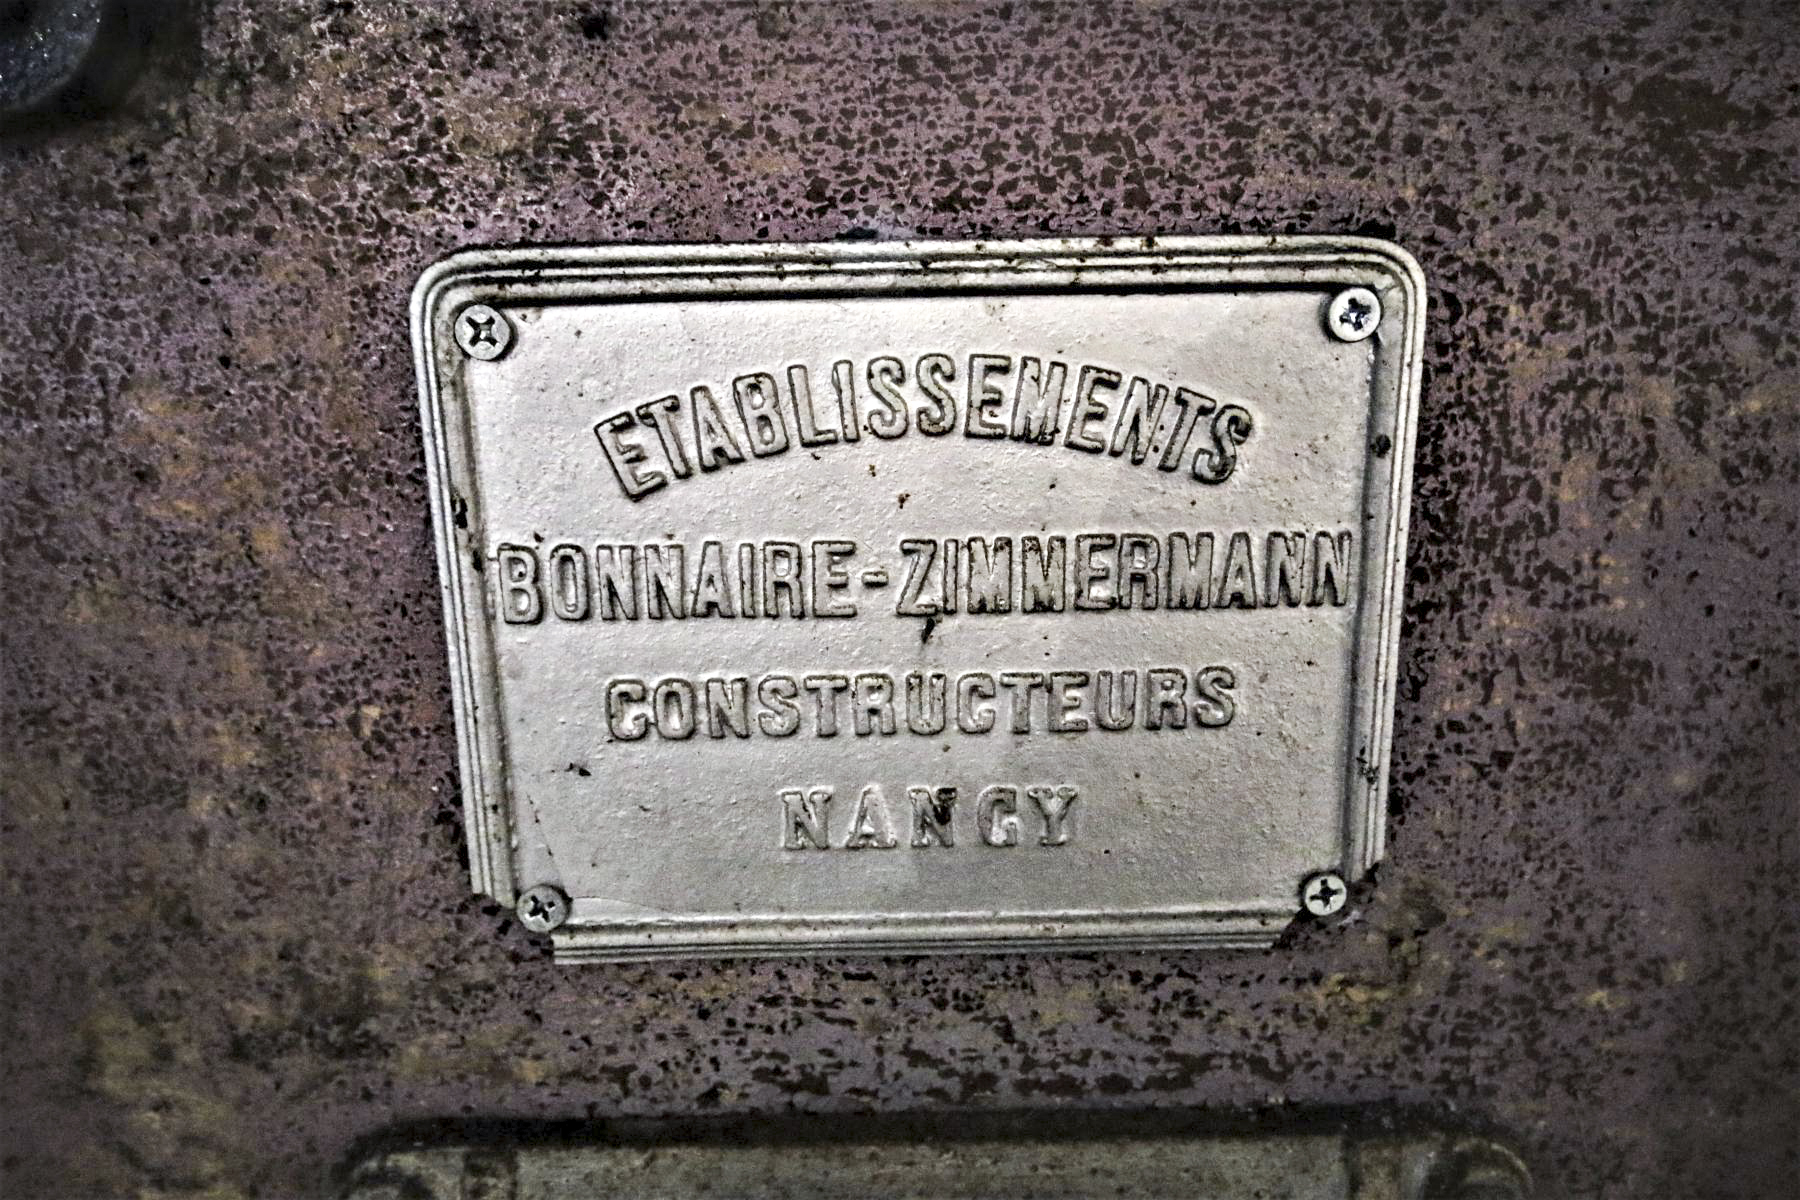 ETABLISSEMENTS
BONNAIRE-ZIMMERMANN
CONSTRUCTEURS
NANCY